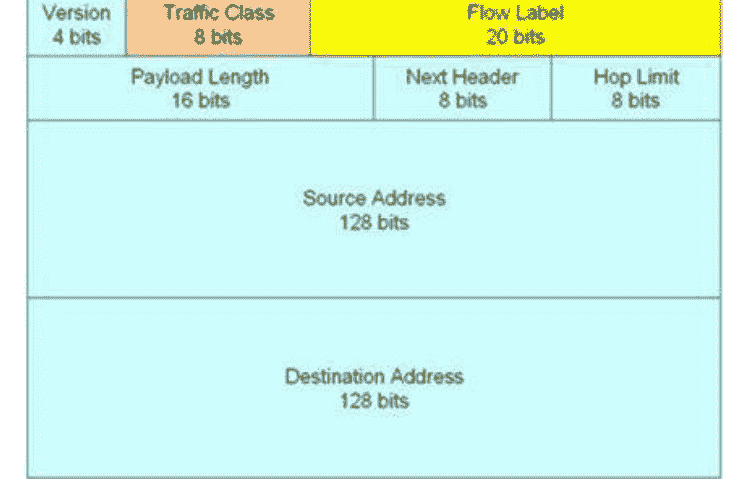 Version
4 bits
Traffic Class
8 bits
Flow Label
20 bits
Payload Length
16 bits
Next Header
8 bits
Hop Limit
8 bits
Source Address
128 bits
Destination Address
128 bits